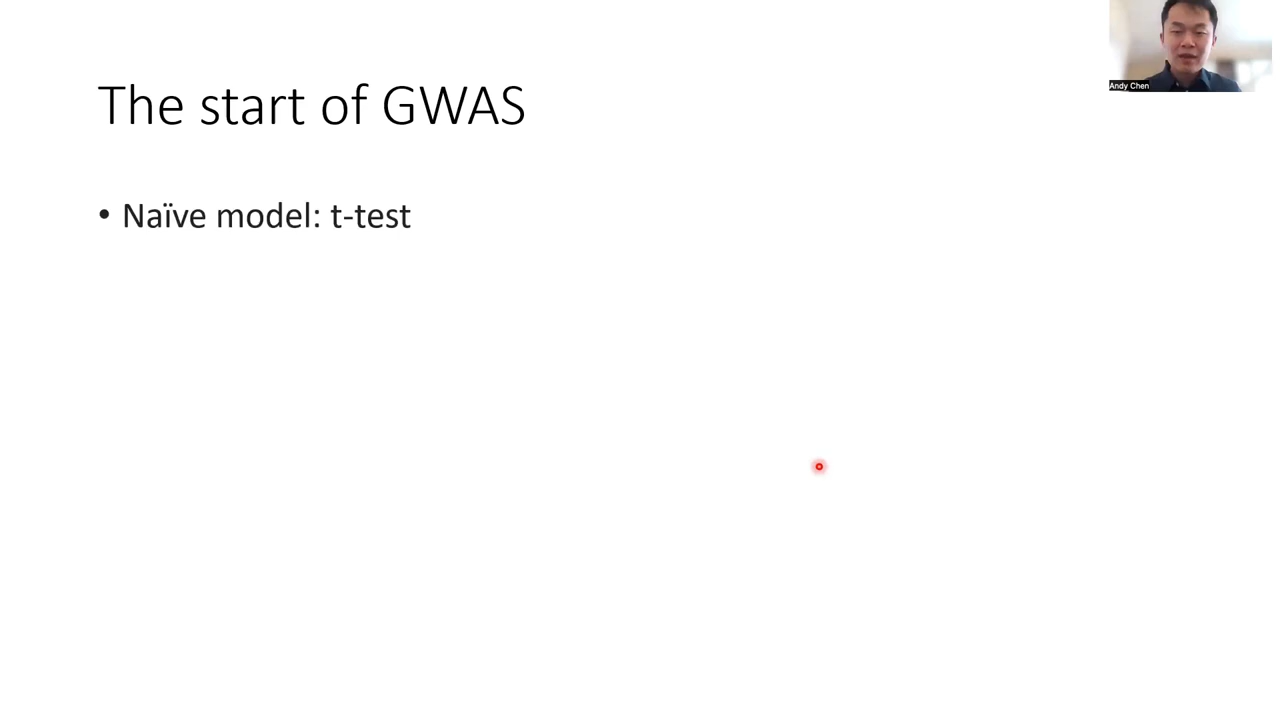 Andy Chen
The start of GWAS
• Naïve model: t-test